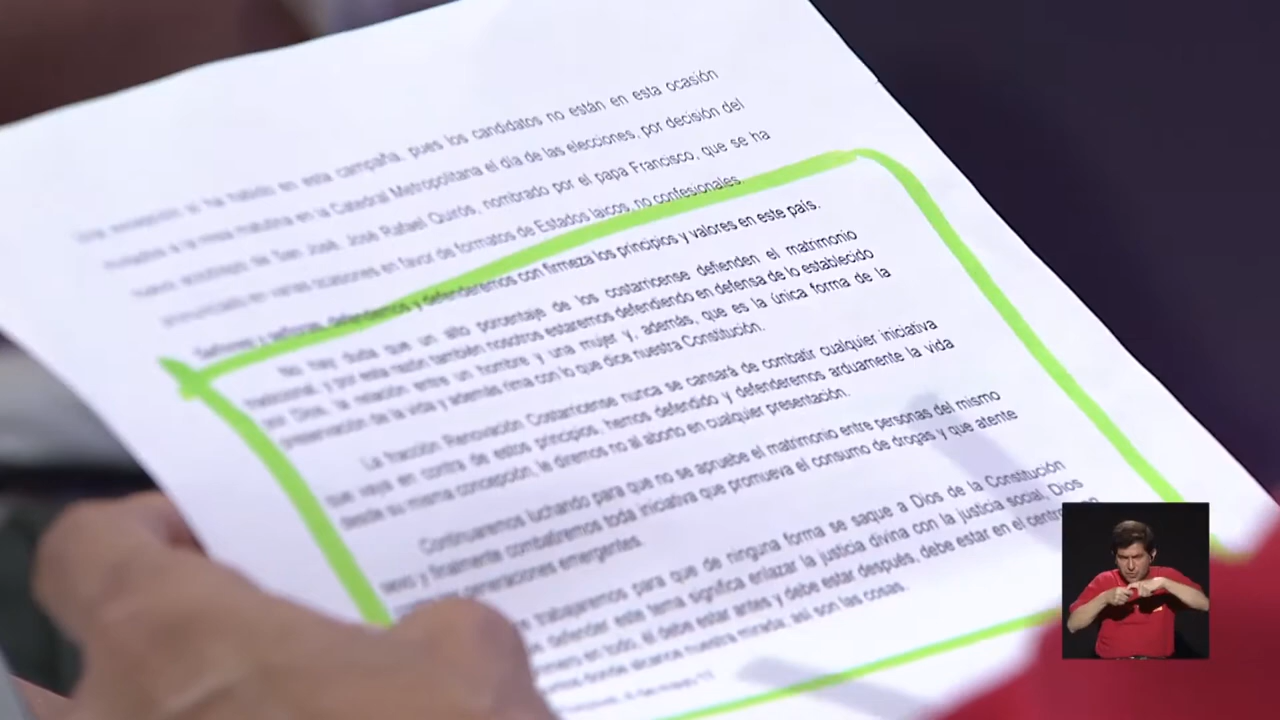 ha habido en esta campaña, pues los candidatos no están en esta ocasión
a la misa matutina en la Catedral Metropolitana el día de las elecciones, por decisión del
nuevo arzobispo de San José, José Rafael Quirós, nombrado por el papa Francisco, que se ha
pronunciado en varias ocasiones en favor de formatos de Estados laicos, no confesionales.
Señores y señoras, defendemos y defenderemos con firmeza los principios y valores en este país.
No hay duda que un alto porcentaje de los costarricense defienden el matrimonio
tradicional y por esta razón también nosotros estaremos defendiendo en defensa de lo establecido
por Dios, la relación entre un hombre y una mujer y, además, que es la única forma de la
preservación de la vida y además rima con lo que dice nuestra Constitución.
La fracción Renovación Costarricense nunca se cansará de combatir cualquier iniciativa
que vaya en contra de estos principios, hemos defendido y defenderemos arduamente la vida
desde su misma concepción, le diremos no al aborto en cualquier presentación.
Continuaremos luchando para que no se apruebe el matrimonio entre personas del mismo
sexo y finalmente combatiremos toda iniciativa que promueva el consumo de drogas y que atente
generaciones emergentes.
trabajaremos para que de ninguna forma se saque a Dios de la Constitución
defender este tema significa enlazar la justicia divina con la justicia social, Dios
en todo, él debe estar antes y debe estar después, debe estar en el centro
donde alcance nuestra mirada, así son las cosas.